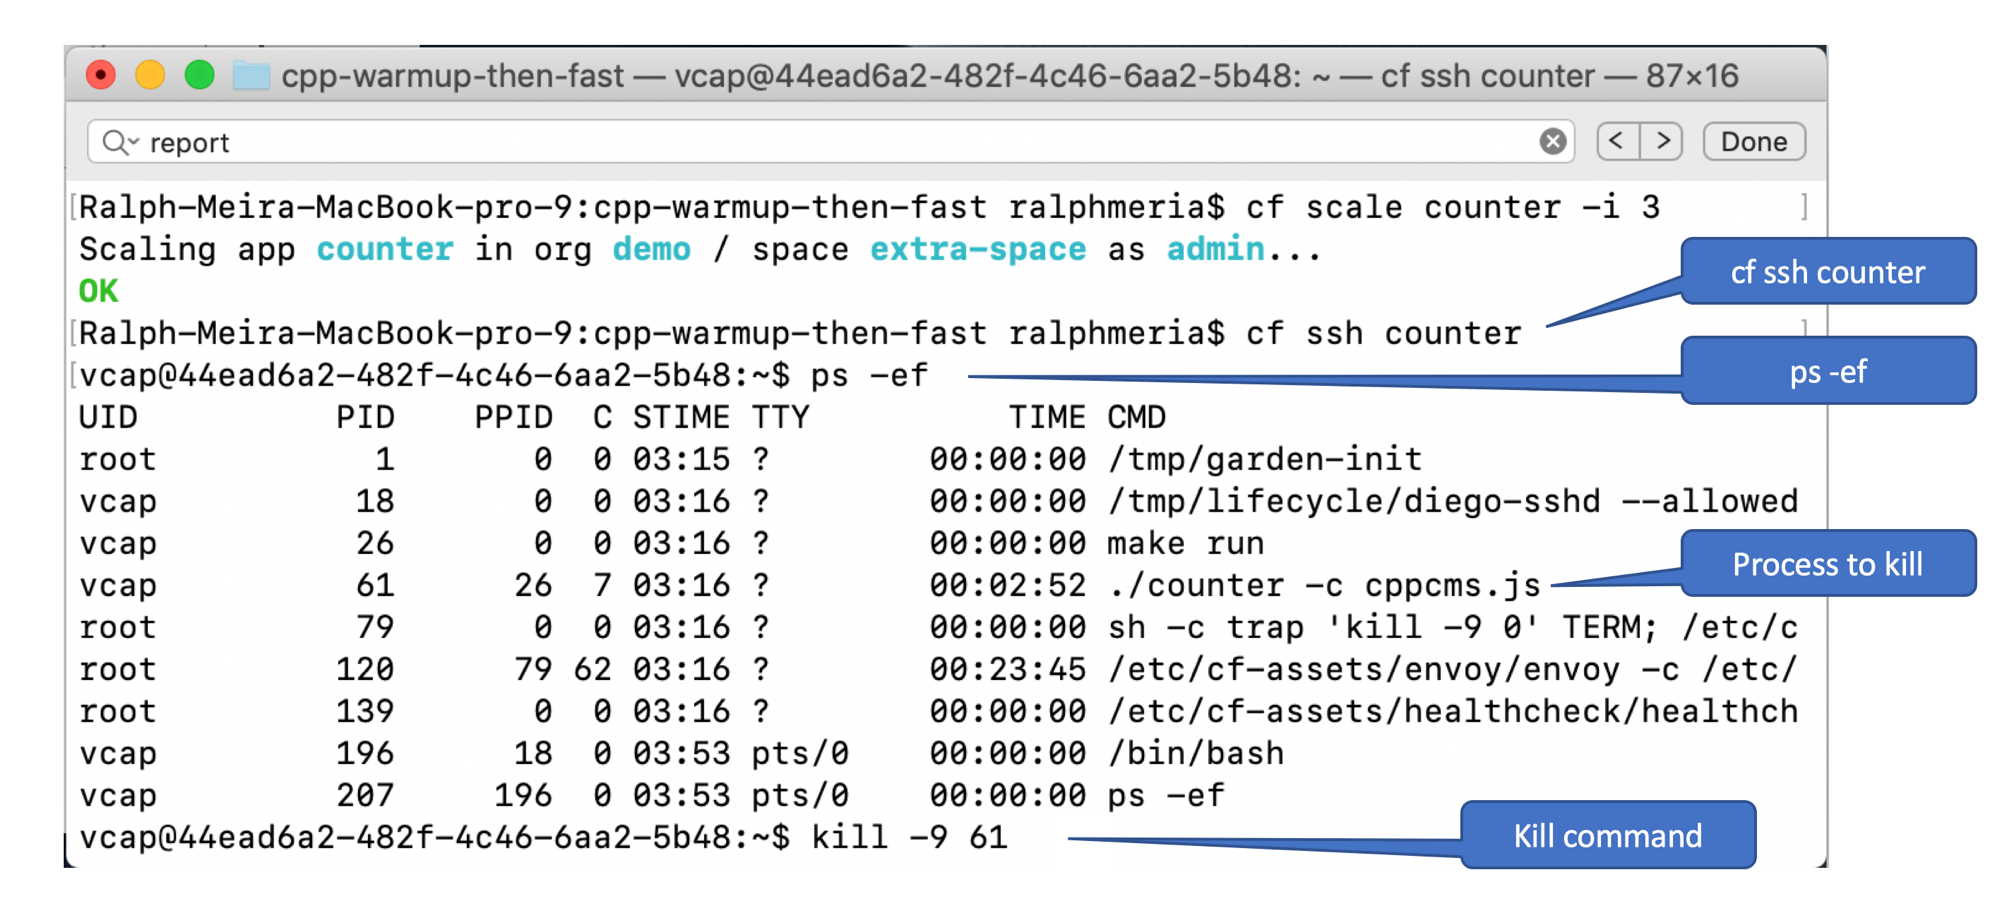 cpp-warmup-then-fast — vcap@44ead6a2-482f-4c46-6aa2-5b48: ~ — cf ssh counter — 87×16
report
< > Done
[Ralph-Meira-MacBook-pro-9:cpp-warmup-then-fast ralphmeria$ cf scale counter -i 3 ]
Scaling app counter in org demo / space extra-space as admin...
OK
cf ssh counter
[Ralph-Meira-MacBook-pro-9:cpp-warmup-then-fast ralphmeria$ cf ssh counter ]
[vcap@44ead6a2-482f-4c46-6aa2-5b48:~$ ps -ef
ps -ef
UID PID PPID C STIME TTY TIME CMD
root 1 0 0 03:15 ? 00:00:00 /tmp/garden-init
vcap 18 0 0 03:16 ? 00:00:00 /tmp/lifecycle/diego-sshd --allowed
vcap 26 0 0 03:16 ? 00:00:00 make run
Process to kill
vcap 61 26 7 03:16 ? 00:02:52 ./counter -c cppcms.js
root 79 0 0 03:16 ? 00:00:00 sh -c trap 'kill -9 0' TERM; /etc/c
root 120 79 62 03:16 ? 00:23:45 /etc/cf-assets/envoy/envoy -c /etc/
root 139 0 0 03:16 ? 00:00:00 /etc/cf-assets/healthcheck/healthch
vcap 196 18 0 03:53 pts/0 00:00:00 /bin/bash
vcap 207 196 0 03:53 pts/0 00:00:00 ps -ef
vcap@44ead6a2-482f-4c46-6aa2-5b48:~$ kill -9 61
Kill command